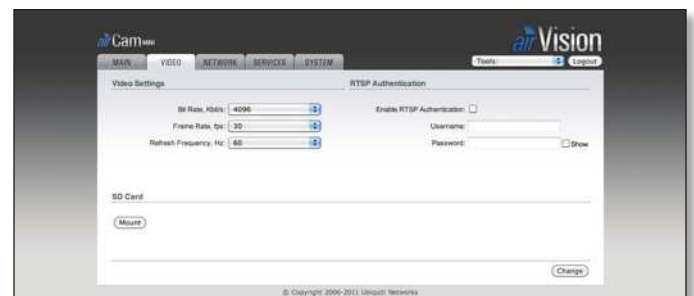 airCam MINI
airVision
MAIN VIDEO NETWORK SERVICES SYSTEM
Tools: Logout
Video Settings
RTSP Authentication
Bit Rate, Kbit/s: 4096
Enable RTSP Authentication:
Frame Rate, fps: 30
Username:
Refresh Frequency, Hz: 60
Password: Show
SD Card
Mount
Change
© Copyright 2006-2011 Ubiquiti Networks